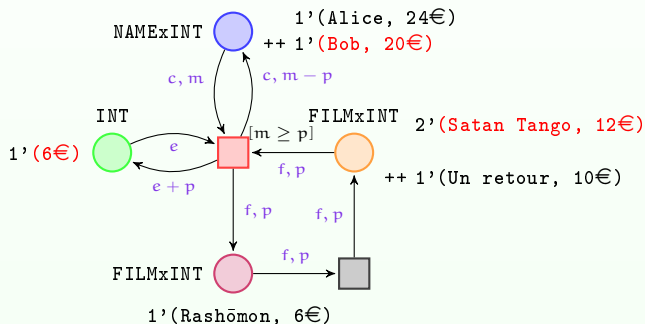 1'(Alice, 24€)
NAMExINT
++ 1'(Bob, 20€)
c, m
c, m − p
INT
[m ≥ p]
FILMxINT
2'(Satan Tango, 12€)
1'(6€)
e
e + p
f, p
++ 1'(Un retour, 10€)
f, p
f, p
f, p
FILMxINT
1'(Rashōmon, 6€)